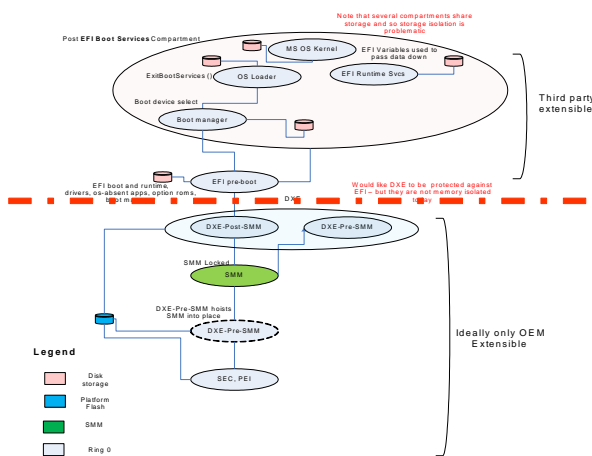 Note that several compartments share
storage and so storage isolation is
problematic
Post EFI Boot Services Compartment
MS OS Kernel
EFI Variables used to
pass data down
ExitBootServices ()
OS Loader
EFI Runtime Svcs
Boot device select
Boot manager
Third party
extensible
EFI pre-boot
EFI boot and runtime,
drivers, os-absent apps, option roms,
DXE
Would like DXE to be protected against
EFI – but they are not memory isolated
today
DXE-Post-SMM
DXE-Pre-SMM
SMM Locked
SMM
DXE-Pre-SMM hoists
SMM into place
DXE-Pre-SMM
Ideally only OEM
Extensible
SEC, PEI
Legend
Disk
storage
Platform
Flash
SMM
Ring 0